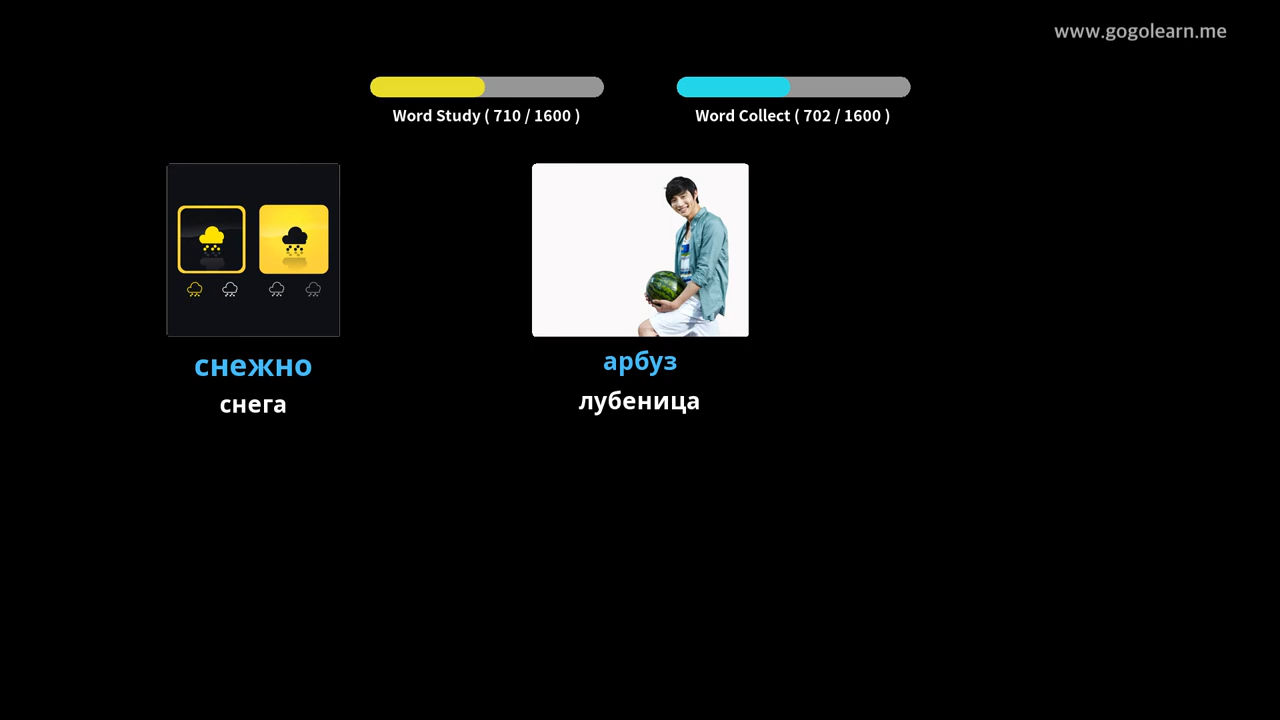 www.gogolearn.me
Word Study ( 710 / 1600 )
Word Collect ( 702 / 1600 )
снежно
снега
арбуз
лубеница